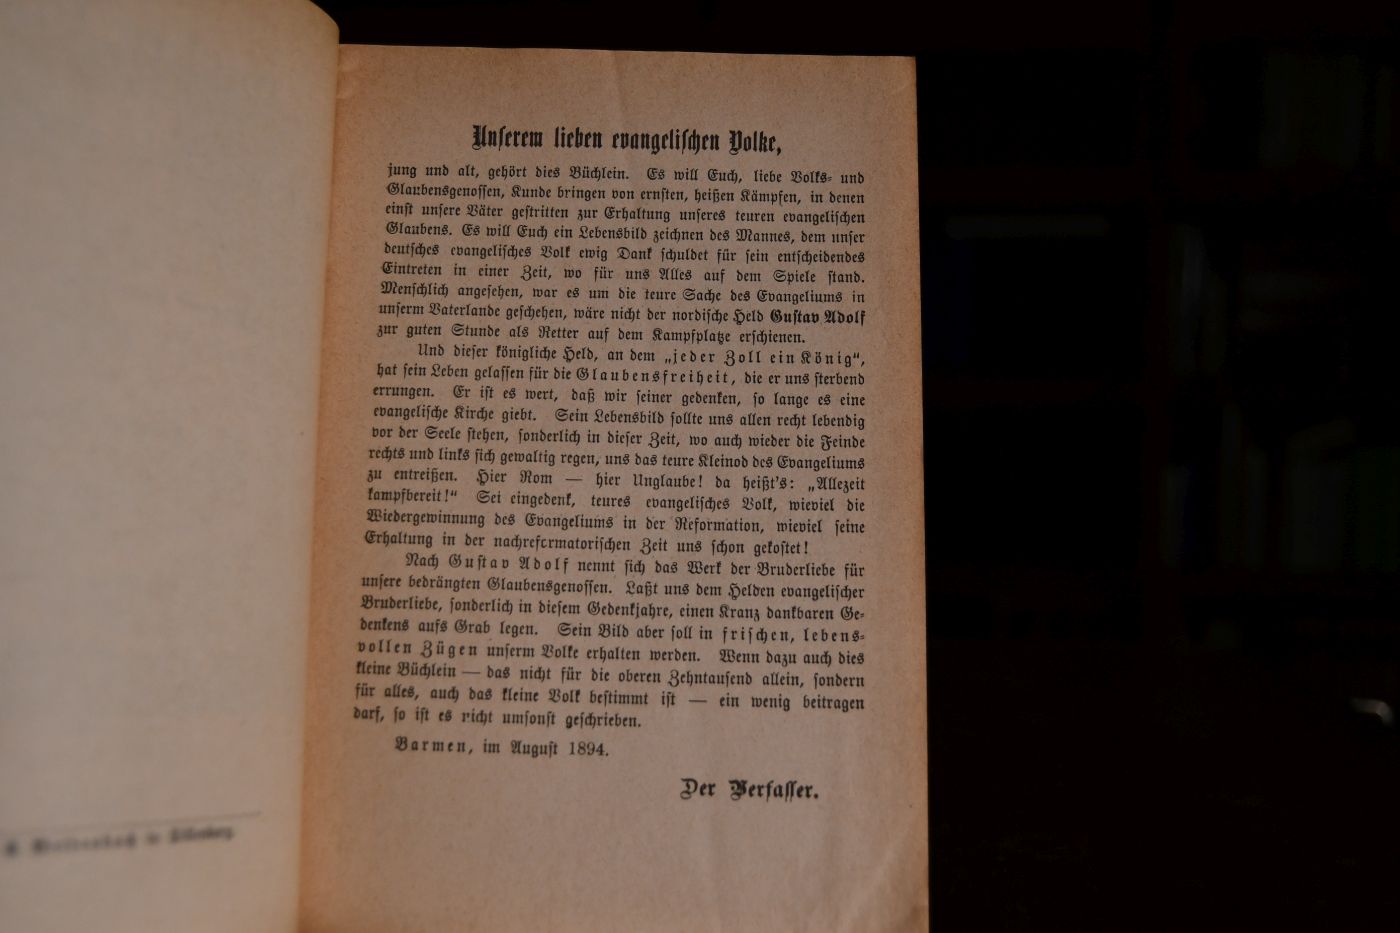 Unserem lieben evangelischen Volke,
jung und alt, gehört dies Büchlein. Es will Euch, liebe Volks- und
Glaubensgenossen, Kunde bringen von ernsten, heißen Kämpfen, in denen
einst unsere Väter gestritten zur Erhaltung unseres teuren evangelischen
Glaubens. Es will Euch ein Lebensbild zeichnen des Mannes, dem unser
deutsches evangelisches Volk ewig Dank schuldet für sein entscheidendes
Eintreten in einer Zeit, wo für uns Alles auf dem Spiele stand.
Menschlich angesehen, war es um die teure Sache des Evangeliums in
unserm Vaterlande geschehen, wäre nicht der nordische Held Gustav Adolf
zur guten Stunde als Retter auf dem Kampfplatze erschienen.
Und dieser königliche Held, an dem „jeder Zoll ein König“,
hat sein Leben gelassen für die Glaubensfreiheit, die er uns sterbend
errungen. Er ist es wert, daß wir seiner gedenken, so lange es eine
evangelische Kirche giebt. Sein Lebensbild sollte uns allen recht lebendig
vor der Seele stehen, sonderlich in dieser Zeit, wo auch wieder die Feinde
rechts und links sich gewaltig regen, uns das teure Kleinod des Evangeliums
zu entreißen. Hier Rom — hier Unglaube! da heißt's: „Allezeit
kampfbereit!“ Sei eingedenk, teures evangelisches Volk, wieviel die
Wiedergewinnung des Evangeliums in der Reformation, wieviel seine
Erhaltung in der nachreformatorischen Zeit uns schon gekostet!
Nach Gustav Adolf nennt sich das Werk der Bruderliebe für
unsere bedrängten Glaubensgenossen. Laßt uns dem Helden evangelischer
Bruderliebe, sonderlich in diesem Gedenkjahre, einen Kranz dankbaren Ge-
denkens aufs Grab legen. Sein Bild aber soll in frischen, lebens-
vollen Zügen unserm Volke erhalten werden. Wenn dazu auch dies
kleine Büchlein — das nicht für die oberen Zehntausend allein, sondern
für alles, auch das kleine Volk bestimmt ist — ein wenig beitragen
darf, so ist es nicht umsonst geschrieben.
Barmen, im August 1894.
Der Verfasser.